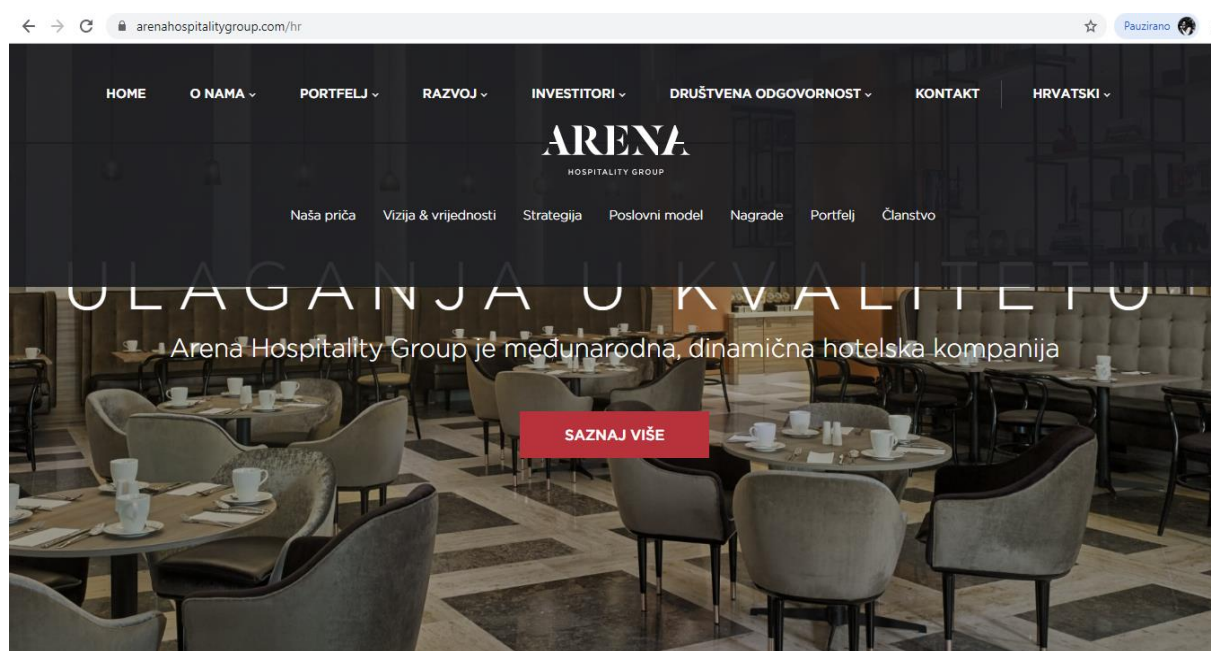 arenahospitalitygroup.com/hr Pauzirano
HOME O NAMA PORTFELJ RAZVOJ INVESTITORI DRUŠTVENA ODGOVORNOST KONTAKT HRVATSKI
ARENA
HOSPITALITY GROUP
Naša priča Vizija & vrijednosti Strategija Poslovni model Nagrade Portfelj Članstvo
ULAGANJA U KVALITETU
Arena Hospitality Group je međunarodna, dinamična hotelska kompanija
SAZNAJ VIŠE